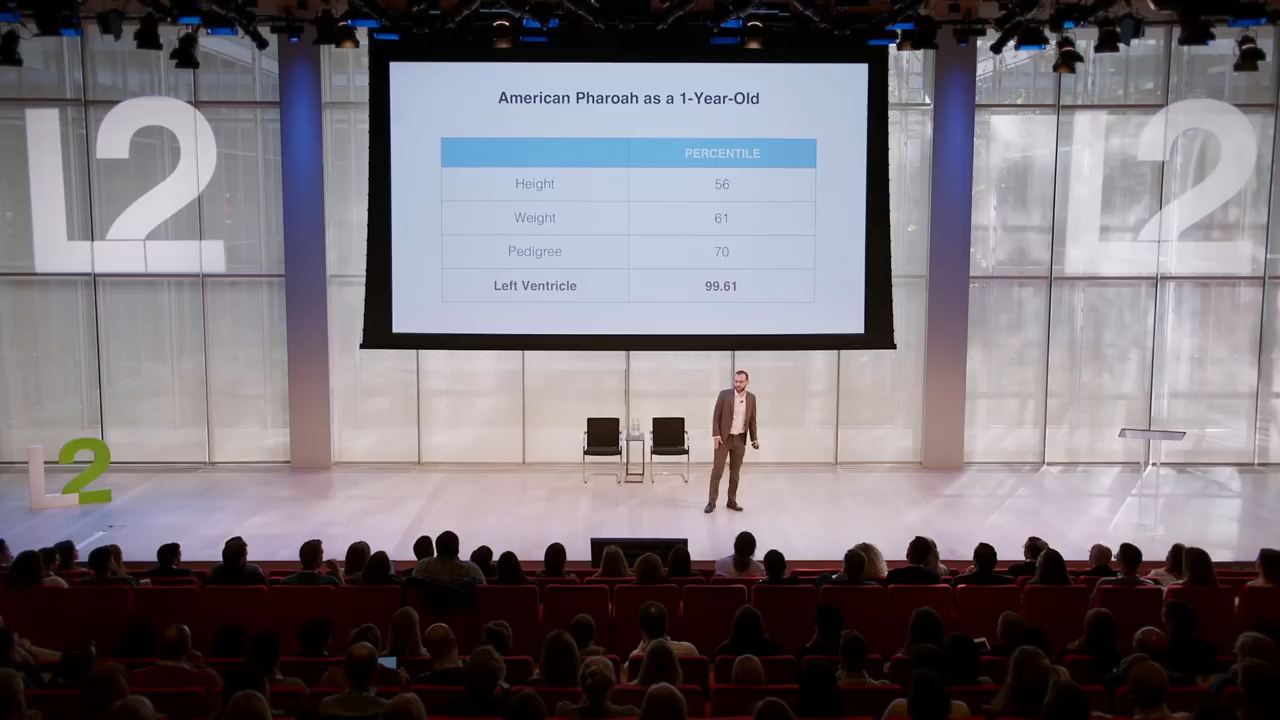 American Pharoah as a 1-Year-Old
PERCENTILE
Height 56
Weight 61
Pedigree 70
Left Ventricle 99.61
L2
L2
L2